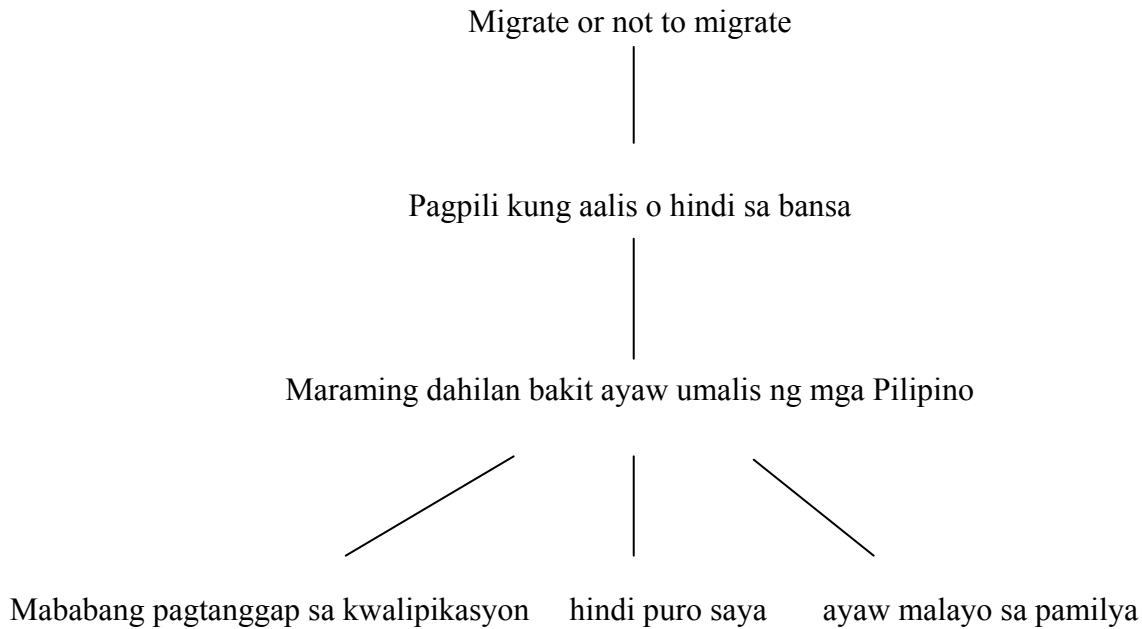 Migrate or not to migrate
Pagpili kung aalis o hindi sa bansa
Maraming dahilan bakit ayaw umalis ng mga Pilipino
Mababang pagtanggap sa kwalipikasyon hindi puro saya ayaw malayo sa pamilya